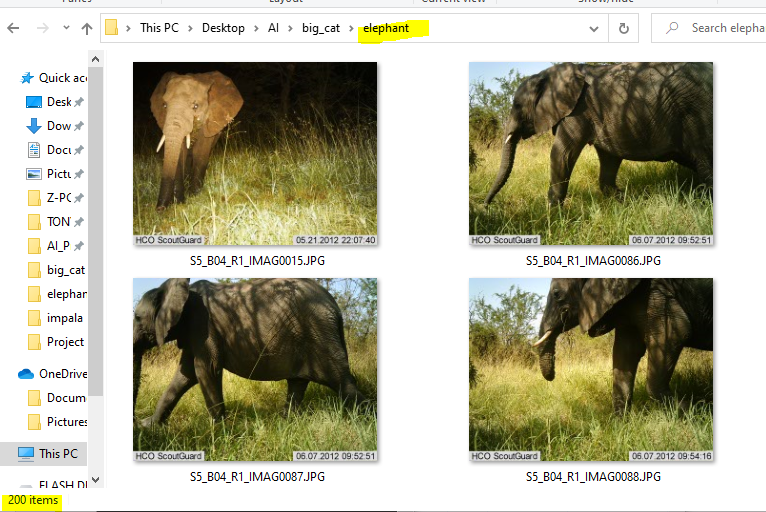 This PC > Desktop > AI > big_cat > elephant
Search elepha
Quick acc
Desk
Dow
Docu
Pictu
Z-PC
TON
AI_P
big_cat
elephan
impala
Project
OneDrive
Docum
Pictures
This PC
FLASH D
HCO ScoutGuard 05.21.2012 22:07:40
S5_B04_R1_IMAG0015.JPG
HCO ScoutGuard 06.07.2012 09:52:51
S5_B04_R1_IMAG0086.JPG
HCO ScoutGuard 06.07.2012 09:52:51
S5_B04_R1_IMAG0087.JPG
HCO ScoutGuard 06.07.2012 09:54:16
S5_B04_R1_IMAG0088.JPG
200 items